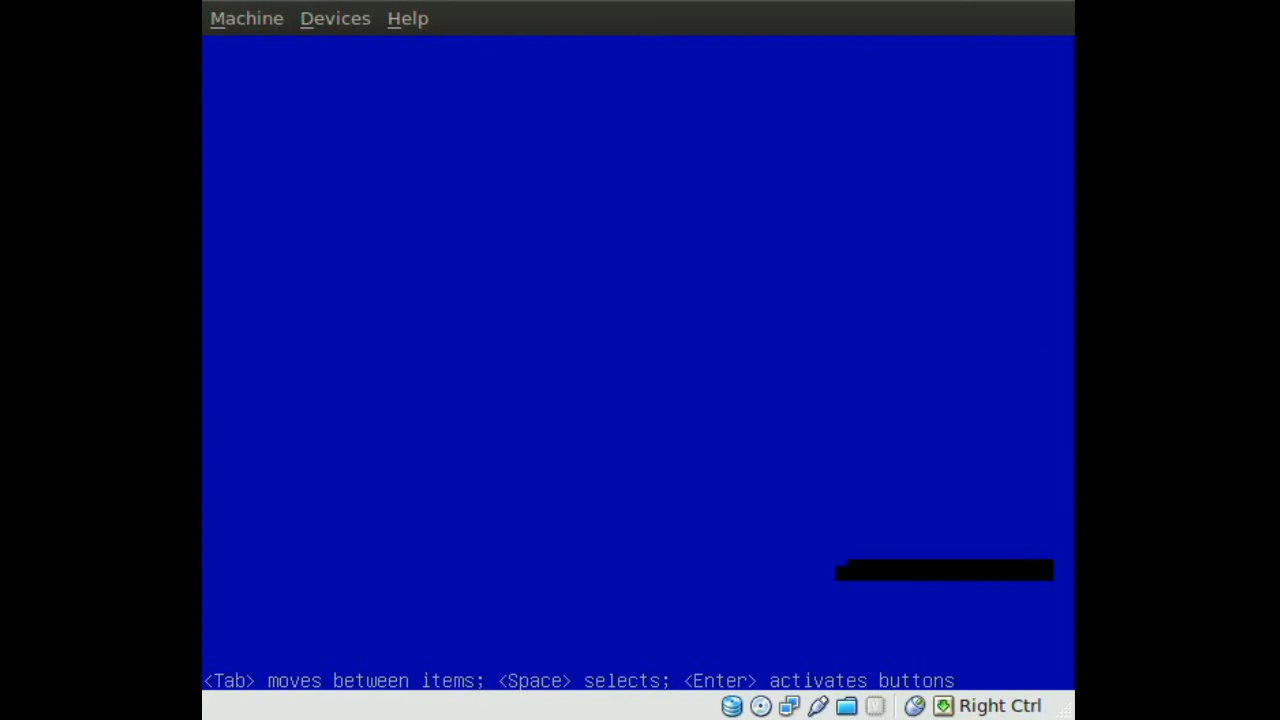 Machine Devices Help
<Tab> moves between items; <Space> selects; <Enter> activates buttons
Right Ctrl